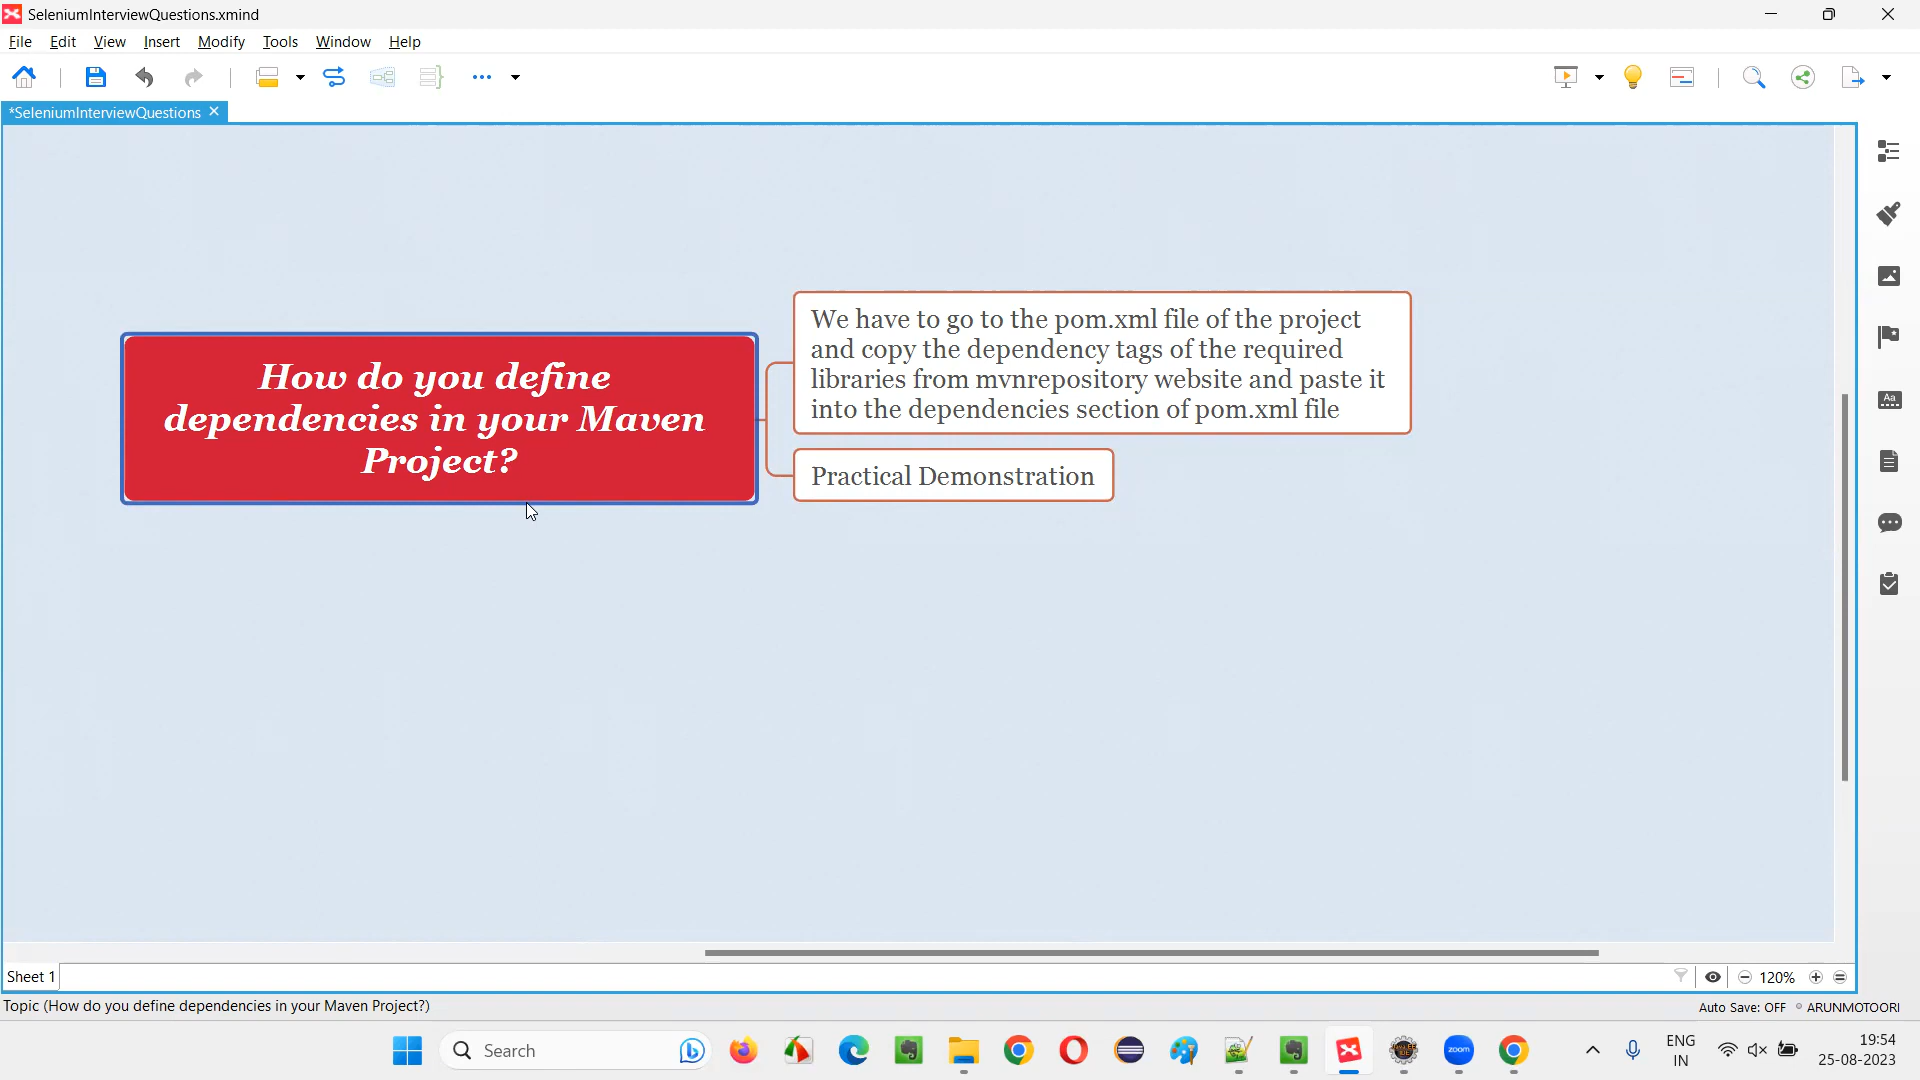 SeleniumInterviewQuestions.xmind
File Edit View Insert Modify Tools Window Help
*SeleniumInterviewQuestions
How do you define
dependencies in your Maven
Project?
We have to go to the pom.xml file of the project
and copy the dependency tags of the required
libraries from mvnrepository website and paste it
into the dependencies section of pom.xml file
Practical Demonstration
Aa
Sheet 1
120%
Topic (How do you define dependencies in your Maven Project?)
Auto Save: OFF ARUNMOTOORI
Search
zoom
ENG
IN
19:54
25-08-2023